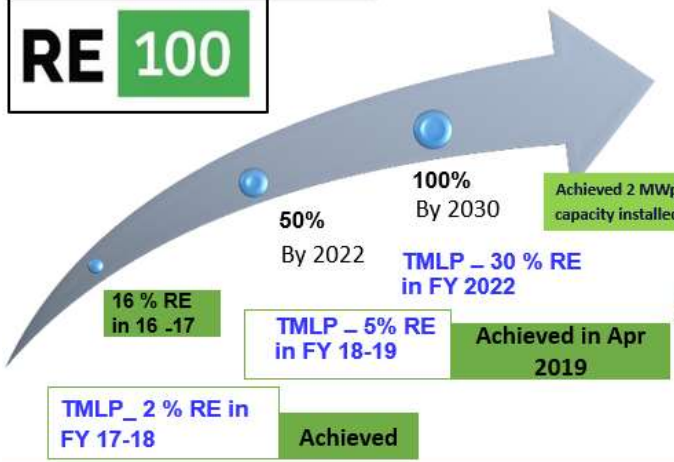 RE 100
100%
By 2030
Achieved 2 MWp
capacity installed
50%
By 2022
TMLP – 30 % RE
in FY 2022
16 % RE
in 16 -17
TMLP – 5% RE
in FY 18-19
Achieved in Apr
2019
TMLP_ 2 % RE in
FY 17-18
Achieved